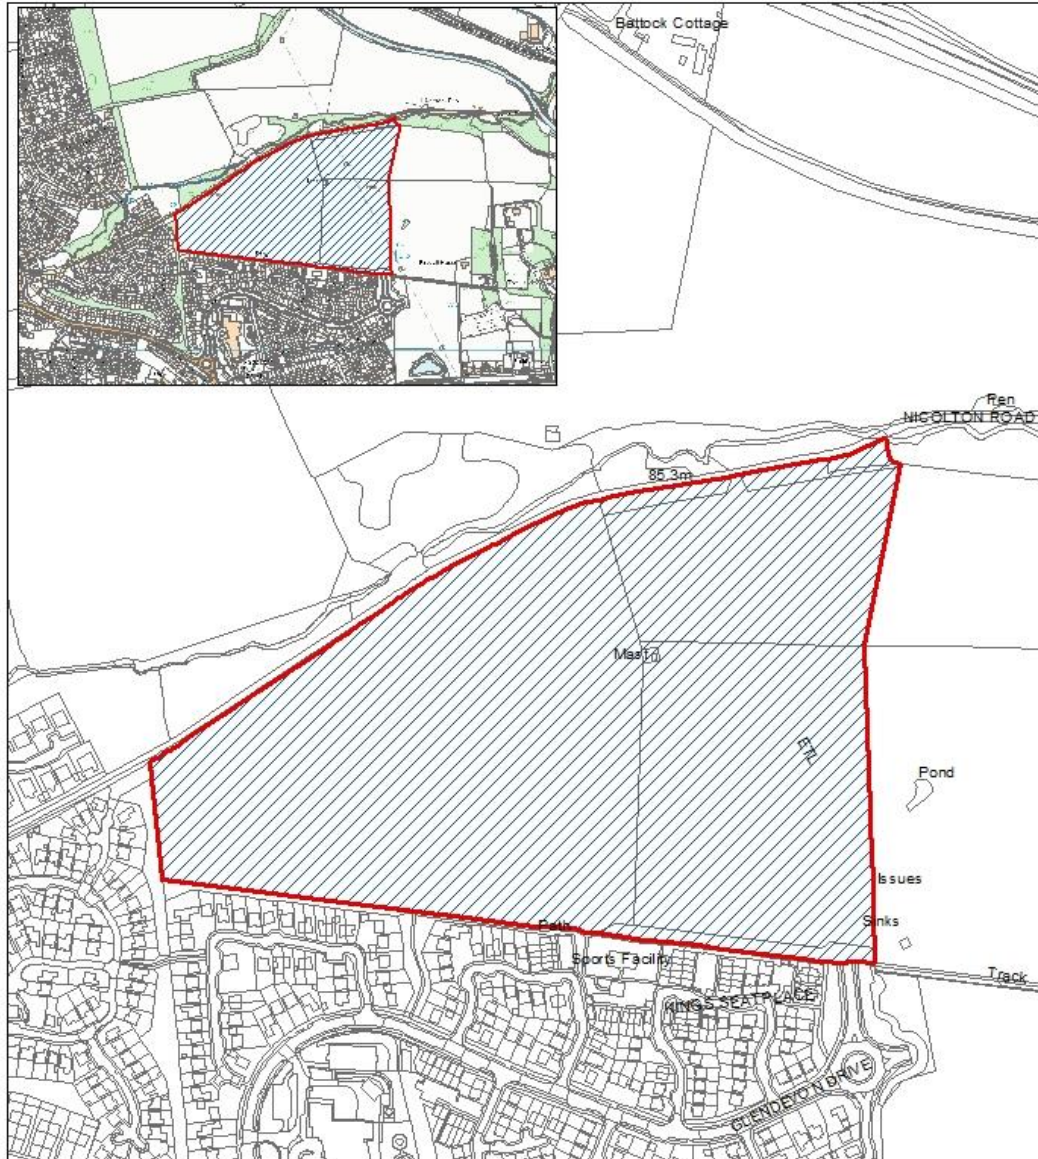 Battock Cottage
Pen
NICOLTON ROAD
85.3m
Mast
ETL
Pond
Issues
Sinks
Path
Sports Facility
Track
KINGS SEAT PLACE
GLENDEVON DRIVE